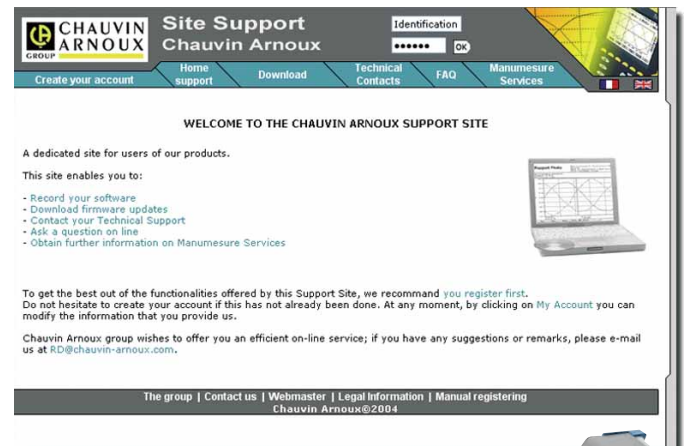 CHAUVIN
ARNOUX
GROUP
Site Support
Chauvin Arnoux
Identification
•••••• OK
Create your account
Home support
Download
Technical Contacts
FAQ
Manumesure Services
WELCOME TO THE CHAUVIN ARNOUX SUPPORT SITE
A dedicated site for users of our products.
This site enables you to:
- Record your software
- Download firmware updates
- Contact your Technical Support
- Ask a question on line
- Obtain further information on Manumesure Services
To get the best out of the functionalities offered by this Support Site, we recommand you register first.
Do not hesitate to create your account if this has not already been done. At any moment, by clicking on My Account you can
modify the information that you provide us.
Chauvin Arnoux group wishes to offer you an efficient on-line service; if you have any suggestions or remarks, please e-mail
us at RD@chauvin-arnoux.com.
The group | Contact us | Webmaster | Legal Information | Manual registering
Chauvin Arnoux©2004